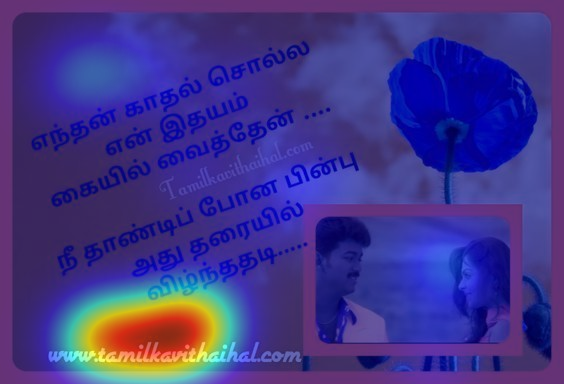 எந்தன் காதல் சொல்ல
என் இதயம்
கையில் வைத்தேன் ....
Tamilkavithaihal.com
நீ தாண்டிப் போன பின்பு
அது தரையில்
விழ்ந்ததடி.....
www.tamilkavithaihal.com